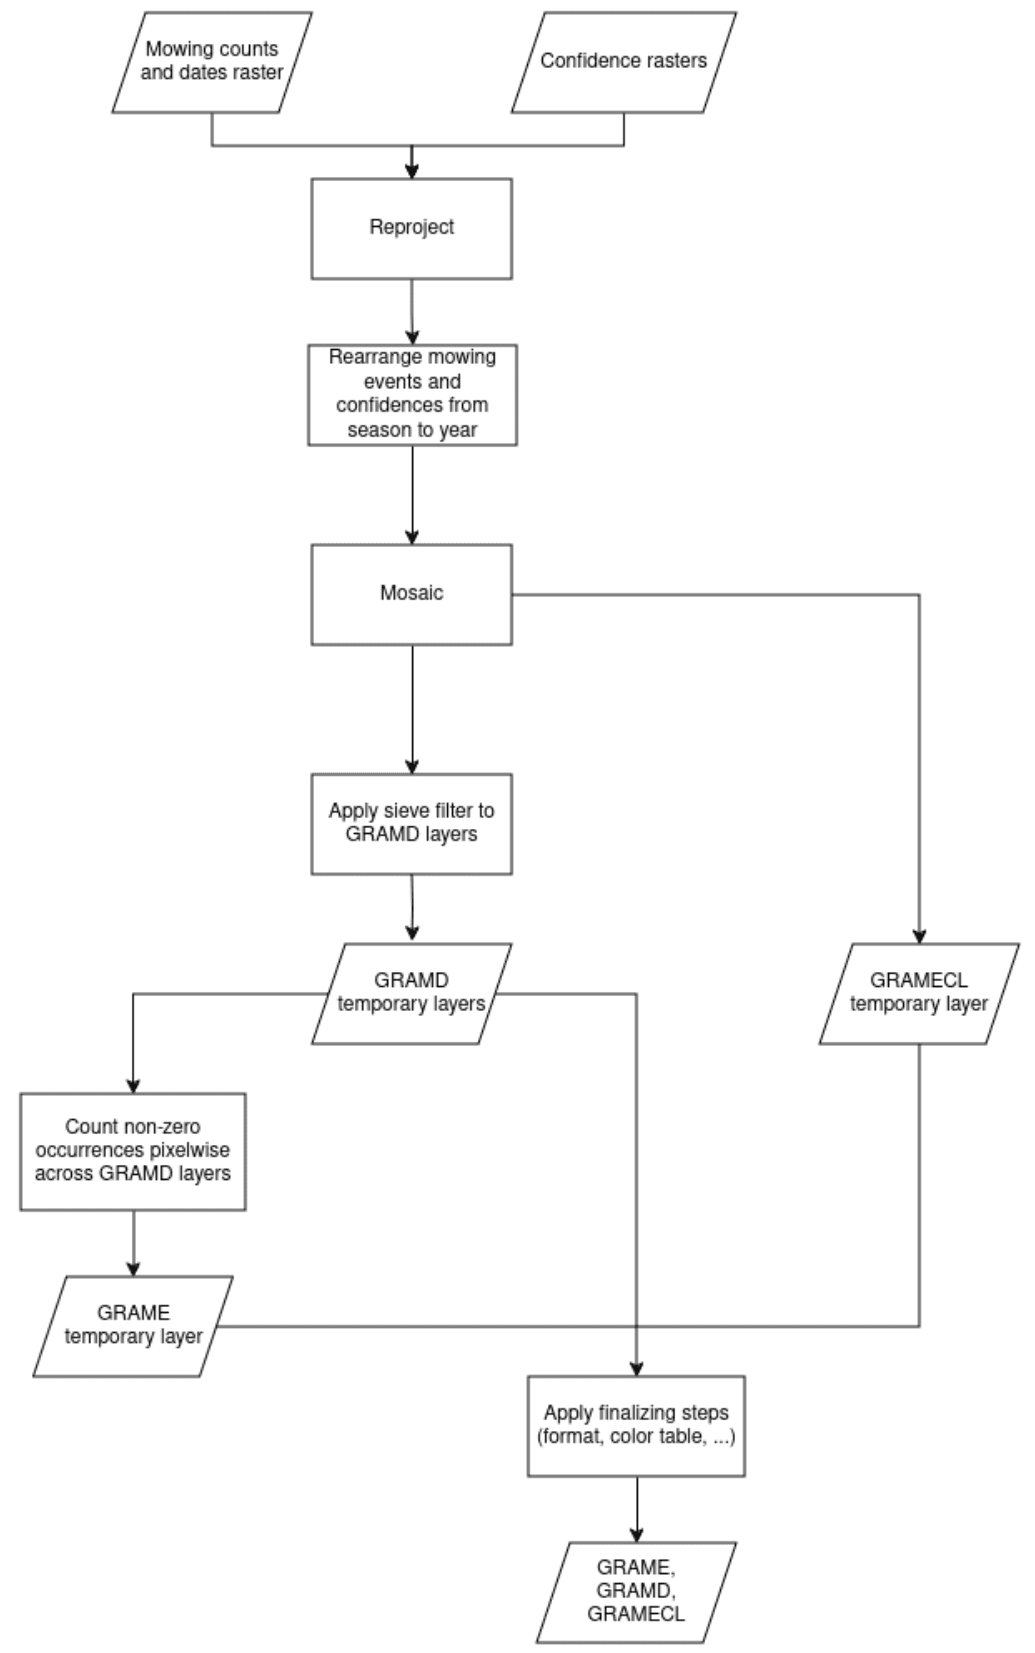 Mowing counts
and dates raster
Confidence rasters
Reproject
Rearrange mowing
events and
confidences from
season to year
Mosaic
Apply sieve filter to
GRAMD layers
GRAMD
temporary layers
GRAMECL
temporary layer
Count non-zero
occurrences pixelwise
across GRAMD layers
GRAME
temporary layer
Apply finalizing steps
(format, color table, ...)
GRAME,
GRAMD,
GRAMECL